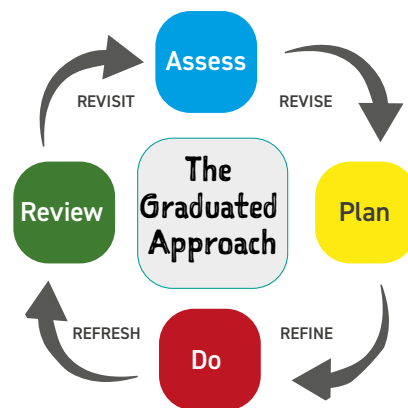 Assess
REVISIT
REVISE
The
Graduated
Approach
Review
Plan
REFRESH
REFINE
Do